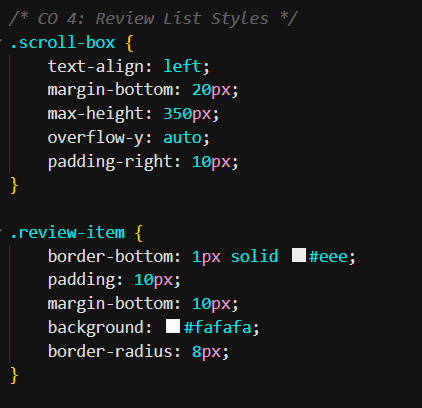 /* CO 4: Review List Styles */
.scroll-box {
    text-align: left;
    margin-bottom: 20px;
    max-height: 350px;
    overflow-y: auto;
    padding-right: 10px;
}

.review-item {
    border-bottom: 1px solid #eee;
    padding: 10px;
    margin-bottom: 10px;
    background: #fafafa;
    border-radius: 8px;
}